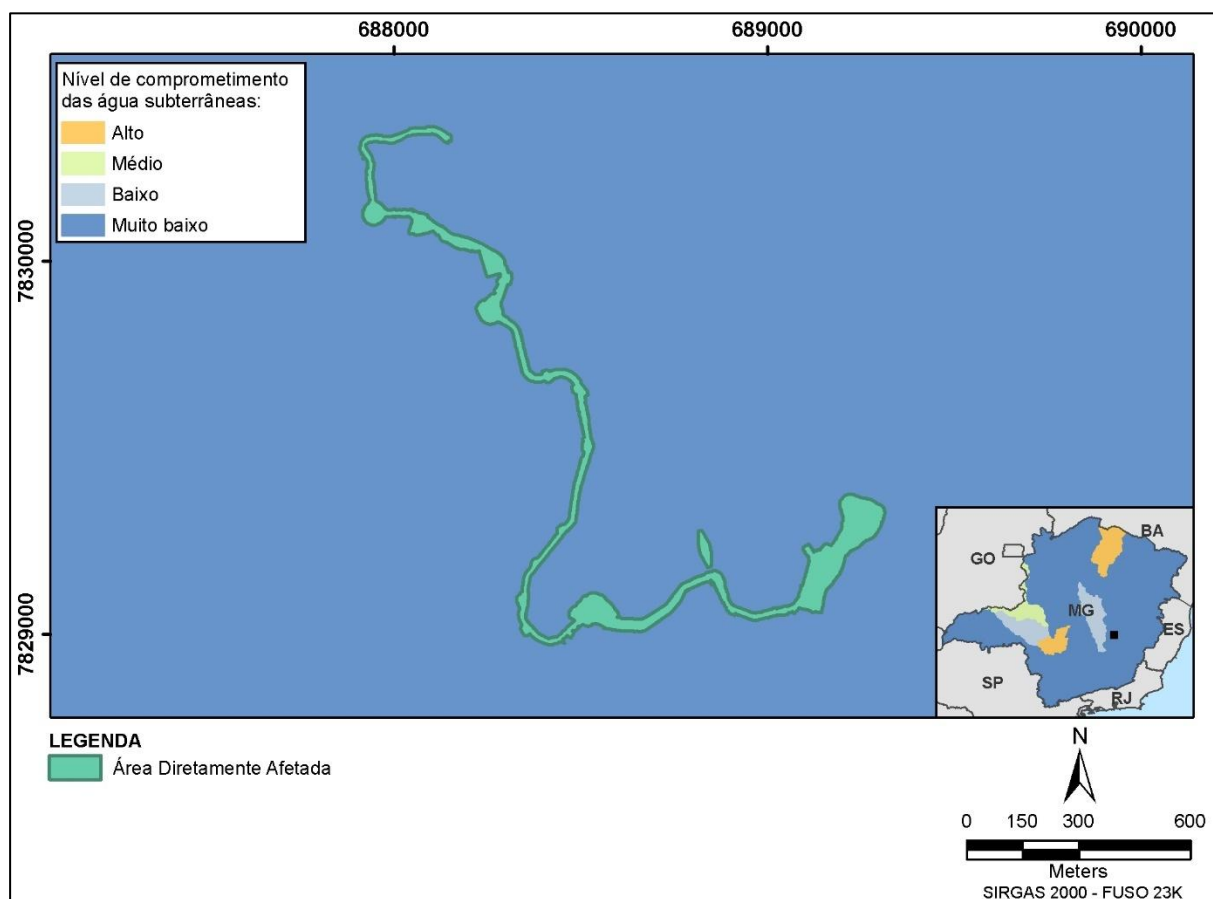 688000
689000
690000
Nível de comprometimento
das água subterrâneas:
Alto
Médio
Baixo
Muito baixo
7830000
7829000
BA
GO
MG
ES
SP
RJ
LEGENDA
Área Diretamente Afetada
N
0 150 300 600
Meters
SIRGAS 2000 - FUSO 23K